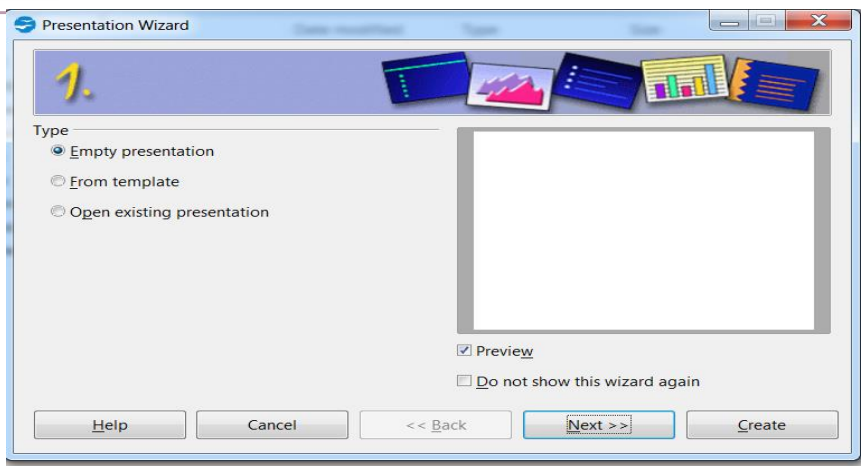 Presentation Wizard
1.
Type
Empty presentation
From template
Open existing presentation
Preview
Do not show this wizard again
Help
Cancel
<< Back
Next >>
Create